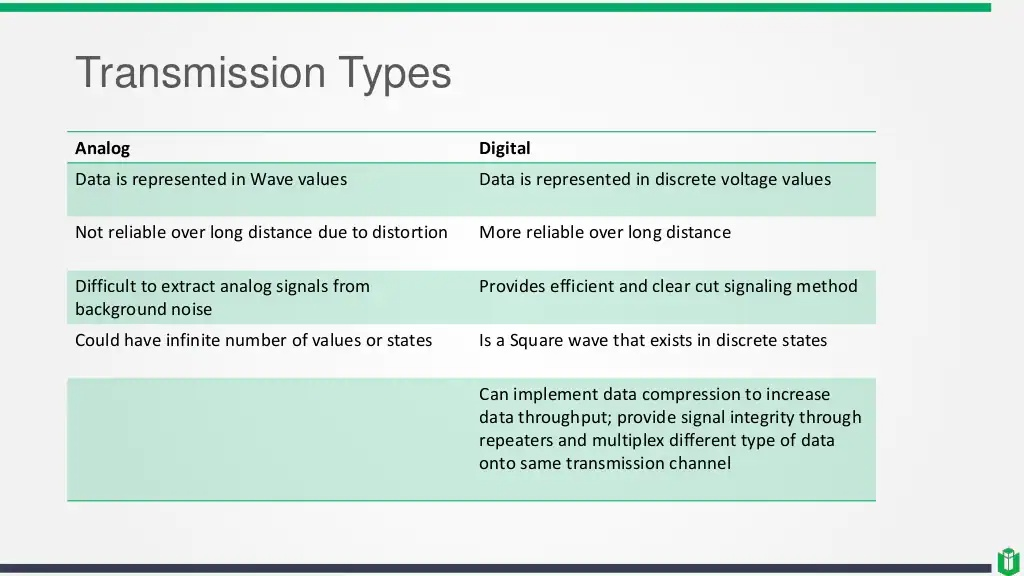 Transmission Types
Analog
Digital
Data is represented in Wave values
Data is represented in discrete voltage values
Not reliable over long distance due to distortion
More reliable over long distance
Difficult to extract analog signals from
background noise
Provides efficient and clear cut signaling method
Could have infinite number of values or states
Is a Square wave that exists in discrete states
Can implement data compression to increase
data throughput; provide signal integrity through
repeaters and multiplex different type of data
onto same transmission channel